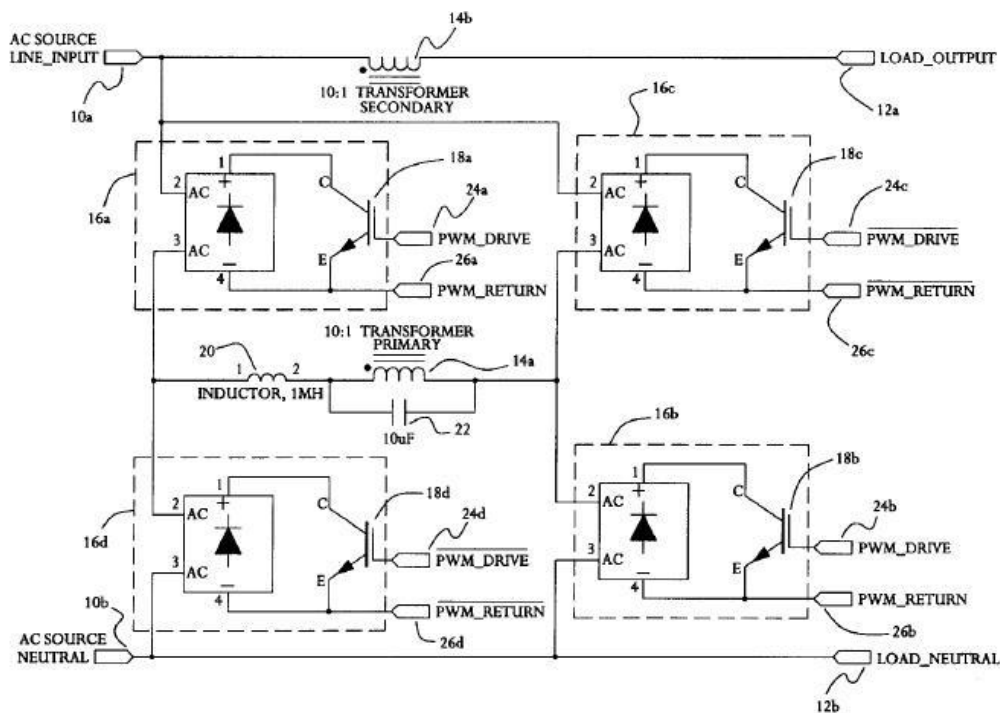 14b
AC SOURCE
LINE_INPUT
LOAD_OUTPUT
10a
10:1 TRANSFORMER
SECONDARY
16c
12a
16a
1
+
C
18a
2
AC
24a
3
AC
PWM_DRIVE
−
E
26a
4
PWM_RETURN
1
+
C
18c
2
AC
24c
3
AC
PWM_DRIVE
−
E
4
PWM_RETURN
26c
10:1 TRANSFORMER
PRIMARY
20
14a
1
2
INDUCTOR, 1MH
10uF
22
16b
16d
1
+
C
18d
2
AC
24d
3
AC
PWM_DRIVE
−
E
4
PWM_RETURN
26d
1
+
C
18b
2
AC
24b
3
AC
PWM_DRIVE
−
E
4
PWM_RETURN
26b
10b
AC SOURCE
NEUTRAL
LOAD_NEUTRAL
12b